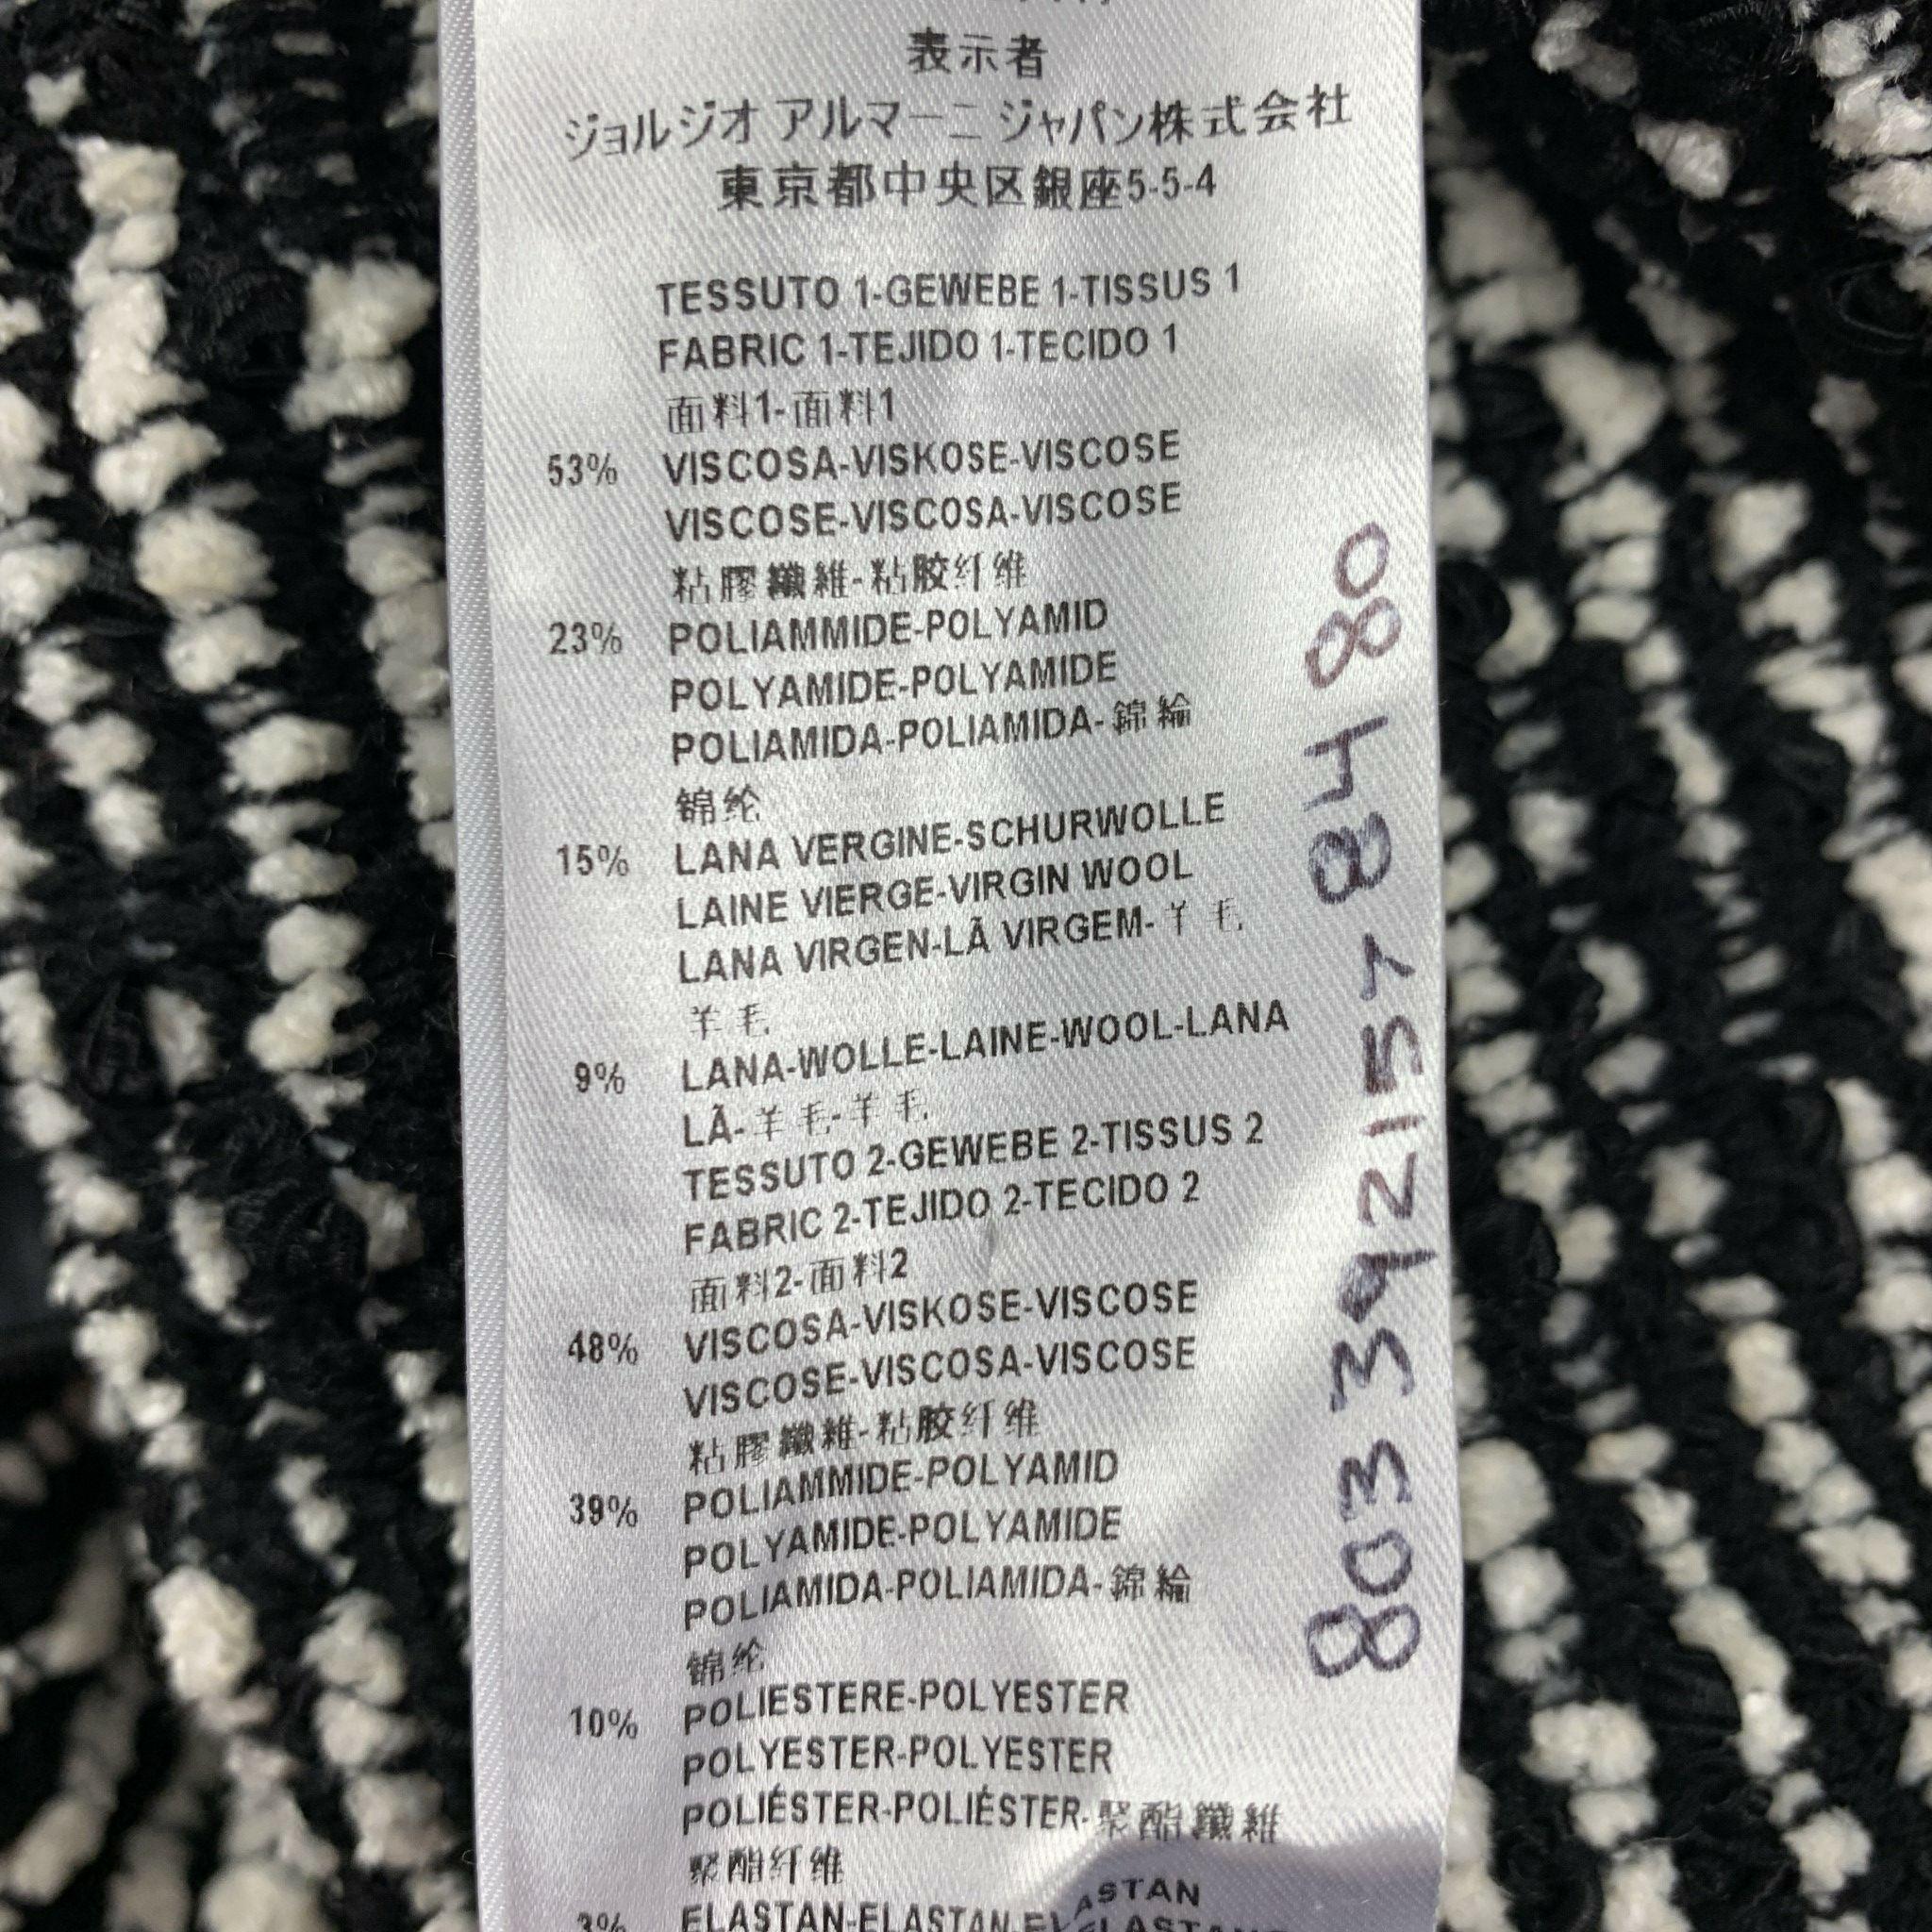 表示者
ジョルジオ アルマーニ ジャパン株式会社
東京都中央区銀座5-5-4
TESSUTO 1-GEWEBE 1-TISSUS 1
FABRIC 1-TEJIDO 1-TECIDO 1
面料1-面料1
53% VISCOSA-VISKOSE-VISCOSE
VISCOSE-VISCOSA-VISCOSE
粘膠纖維-粘胶纤维
23% POLIAMMIDE-POLYAMID
POLYAMIDE-POLYAMIDE
POLIAMIDA-POLIAMIDA-錦綸
锦纶
15% LANA VERGINE-SCHURWOLLE
LAINE VIERGE-VIRGIN WOOL
LANA VIRGEN-LÃ VIRGEM-羊毛
羊毛
9% LANA-WOLLE-LAINE-WOOL-LANA
LÃ-羊毛-羊毛
TESSUTO 2-GEWEBE 2-TISSUS 2
FABRIC 2-TEJIDO 2-TECIDO 2
面料2-面料2
48% VISCOSA-VISKOSE-VISCOSE
VISCOSE-VISCOSA-VISCOSE
粘膠纖維-粘胶纤维
39% POLIAMMIDE-POLYAMID
POLYAMIDE-POLYAMIDE
POLIAMIDA-POLIAMIDA-錦綸
锦纶
10% POLIESTERE-POLYESTER
POLYESTER-POLYESTER
POLIÉSTER-POLIÉSTER-聚酯纖維
聚酯纤维
3% ELASTAN-ELASTAN
803 392157 84 80